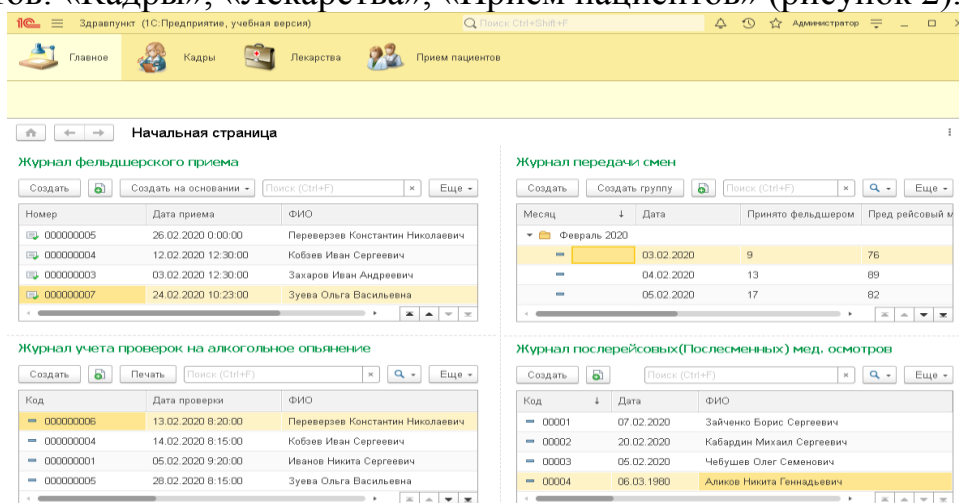 тов: «Кадры», «Лекарства», «Прием пациентов» (рисунок 2).
Здравпункт (1С:Предприятие, учебная версия)
Поиск Ctrl+Shift+F
Администратор
Главное
Кадры
Лекарства
Прием пациентов
Начальная страница
Журнал фельдшерского приема
Создать
Создать на основании
Поиск (Ctrl+F)
×
Еще
Номер Дата приема ФИО
000000005 26.02.2020 0:00:00 Переверзев Константин Николаевич
000000004 12.02.2020 12:30:00 Кобзев Иван Сергеевич
000000003 03.02.2020 12:30:00 Захаров Иван Андреевич
000000007 24.02.2020 10:23:00 Зуева Ольга Васильевна
Журнал передачи смен
Создать
Создать группу
Поиск (Ctrl+F)
×
Еще
Месяц ↓ Дата Принято фельдшером Пред рейсовый м
Февраль 2020
03.02.2020 9 76
04.02.2020 13 89
05.02.2020 17 82
Журнал учета проверок на алкогольное опьянение
Создать
Печать
Поиск (Ctrl+F)
×
Еще
Код Дата проверки ФИО
000000006 13.02.2020 8:20:00 Переверзев Константин Николаевич
000000004 14.02.2020 8:15:00 Кобзев Иван Сергеевич
000000001 05.02.2020 9:20:00 Иванов Никита Сергеевич
000000005 28.02.2020 8:15:00 Зуева Ольга Васильевна
Журнал послерейсовых(Послесменных) мед. осмотров
Создать
Поиск (Ctrl+F)
×
Еще
Код ↓ Дата ФИО
00001 07.02.2020 Зайченко Борис Сергеевич
00002 20.02.2020 Кабардин Михаил Сергеевич
00003 05.02.2020 Чебушев Олег Семенович
00004 06.03.1980 Аликов Никита Геннадьевич